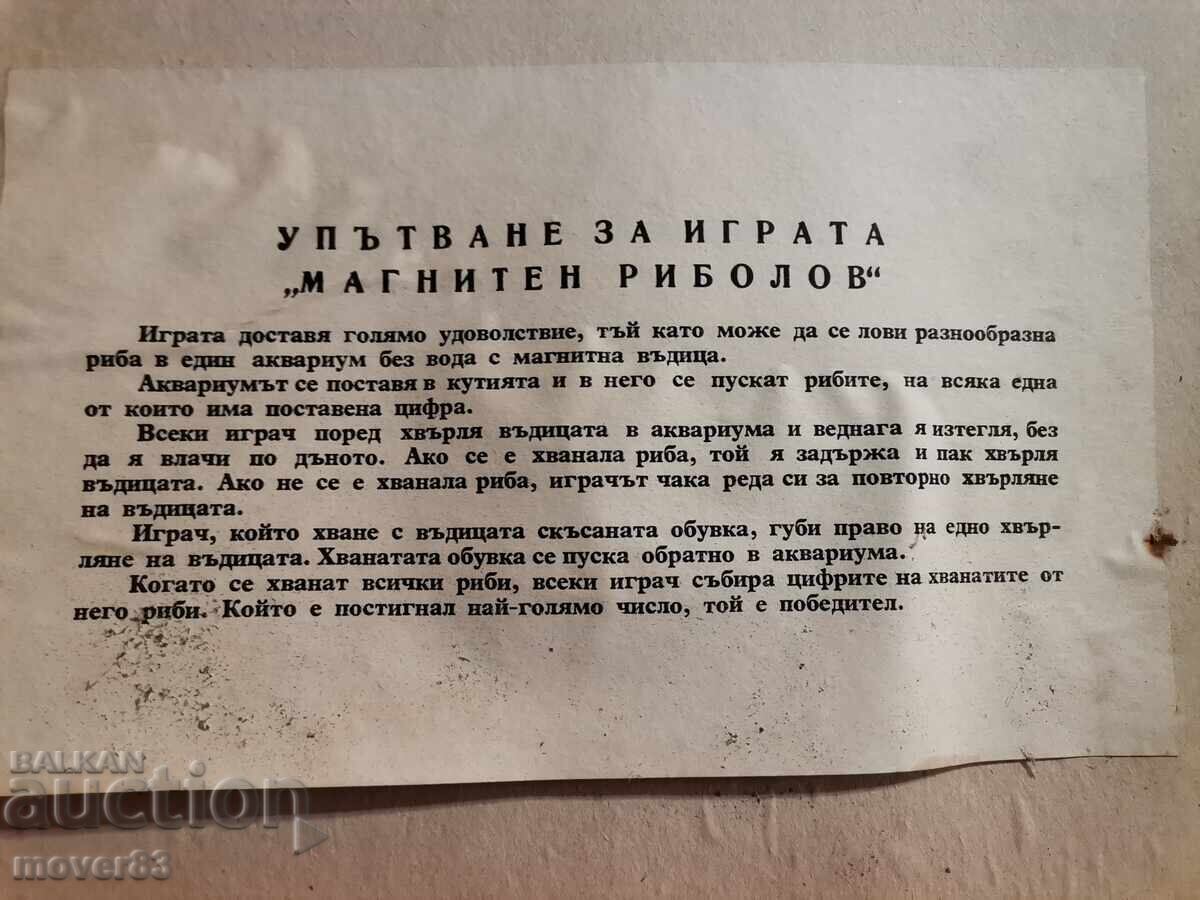 УПЪТВАНЕ ЗА ИГРАТА
„МАГНИТЕН РИБОЛОВ“
Играта доставя голямо удоволствие, тъй като може да се лови разнообразна
риба в един аквариум без вода с магнитна въдица.
Аквариумът се поставя в кутията и в него се пускат рибите, на всяка една
от които има поставена цифра.
Всеки играч поред хвърля въдицата в аквариума и веднага я изтегля, без
да я влачи по дъното. Ако се е хванала риба, той я задържа и пак хвърля
въдицата. Ако не се е хванала риба, играчът чака реда си за повторно хвърляне
на въдицата.
Играч, който хване с въдицата скъсаната обувка, губи право на едно хвър-
ляне на въдицата. Хванатата обувка се пуска обратно в аквариума.
Когато се хванат всички риби, всеки играч събира цифрите на хванатите от
него риби. Който е постигнал най-голямо число, той е победител.
BALKAN
auction
mover83